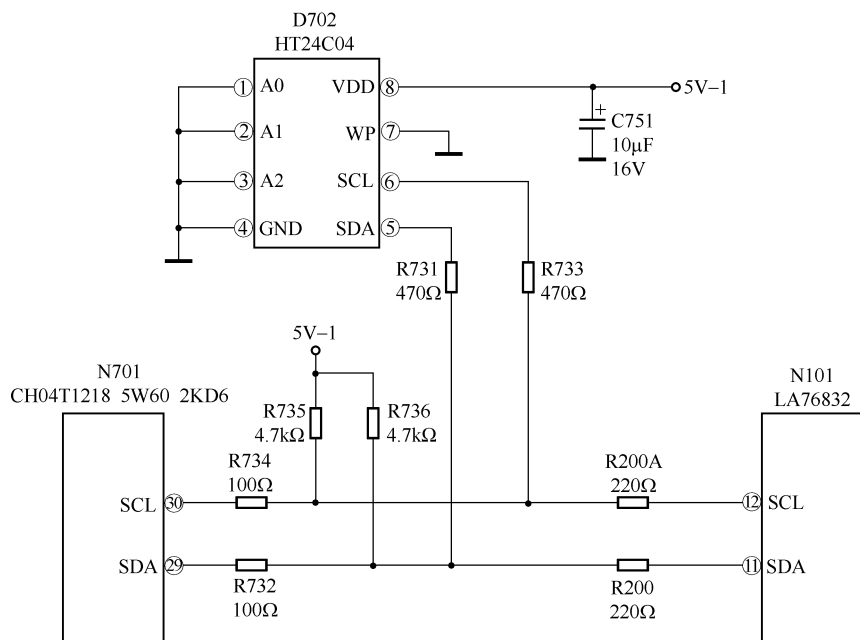 D702
HT24C04
① A0 VDD ⑧ 5V-1
+
C751
10μF
16V
② A1 WP ⑦
③ A2 SCL ⑥
④ GND SDA ⑤
R731
470Ω
R733
470Ω
5V-1
N701
CH04T1218 5W60 2KD6
N101
LA76832
R735
4.7kΩ
R736
4.7kΩ
R734
100Ω
R200A
220Ω
SCL ㉚
⑫ SCL
SDA ㉙
⑪ SDA
R732
100Ω
R200
220Ω